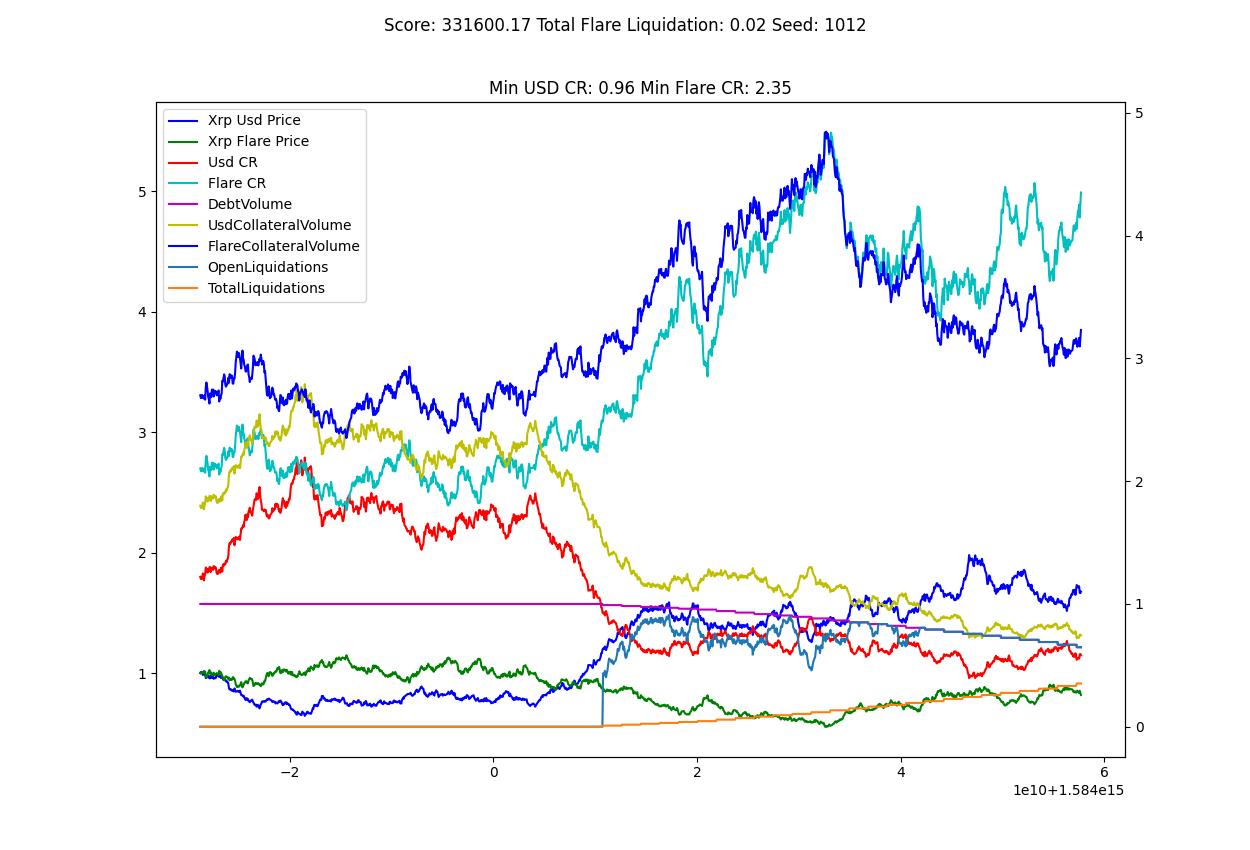 Score: 331600.17 Total Flare Liquidation: 0.02 Seed: 1012
Min USD CR: 0.96 Min Flare CR: 2.35
Xrp Usd Price
Xrp Flare Price
Usd CR
Flare CR
DebtVolume
UsdCollateralVolume
FlareCollateralVolume
OpenLiquidations
TotalLiquidations
5
4
3
2
1
5
4
3
2
1
0
−2 0 2 4 6
1e10+1.584e15